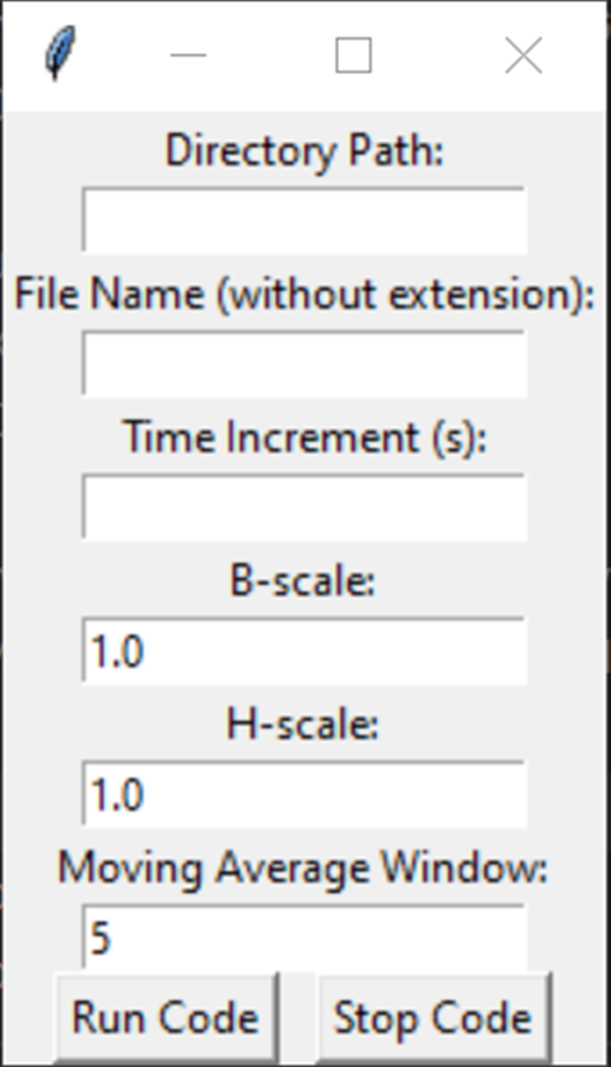 Directory Path:
File Name (without extension):
Time Increment (s):
B-scale:
1.0
H-scale:
1.0
Moving Average Window:
5
Run Code Stop Code